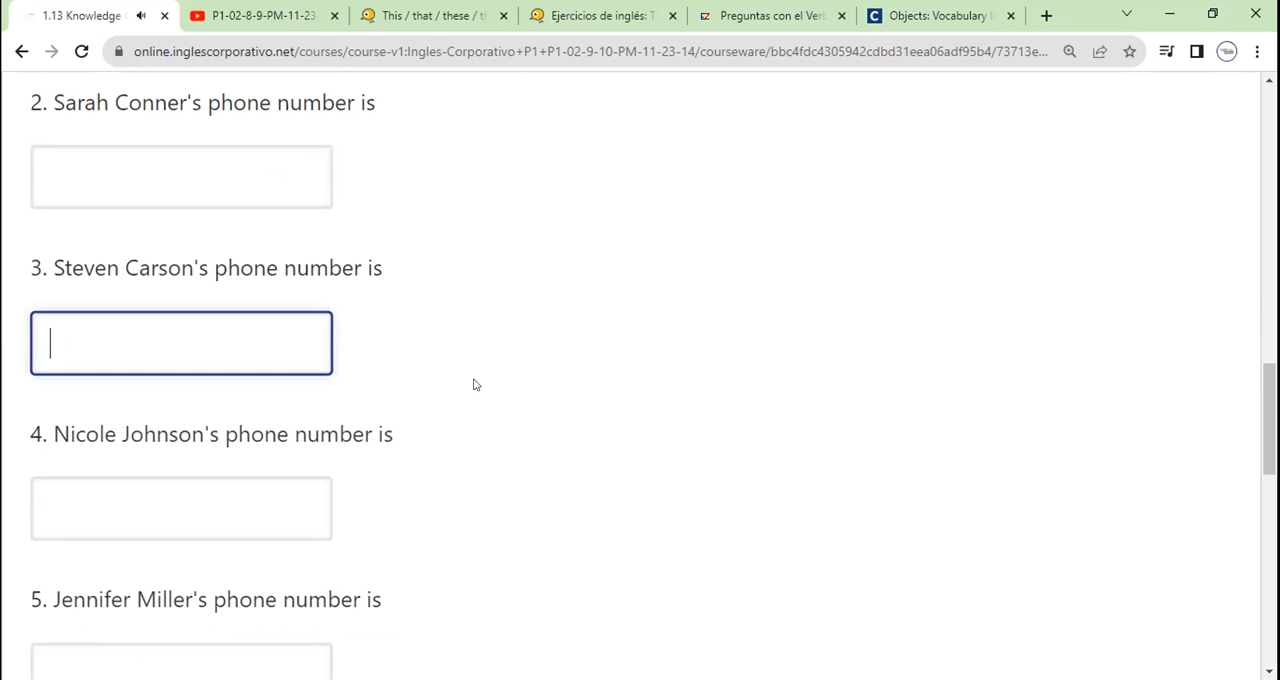 1.13 Knowledge
P1-02-8-9-PM-11-23
This / that / these / t
Ejercicios de inglés: T
Preguntas con el Ver
C Objects: Vocabulary
online.inglescorporativo.net/courses/course-v1:Ingles-Corporativo+P1+P1-02-9-10-PM-11-23-14/courseware/bbc4fdc4305942cdbd31eea06adf95b4/73713e...
2. Sarah Conner's phone number is
3. Steven Carson's phone number is
4. Nicole Johnson's phone number is
5. Jennifer Miller's phone number is